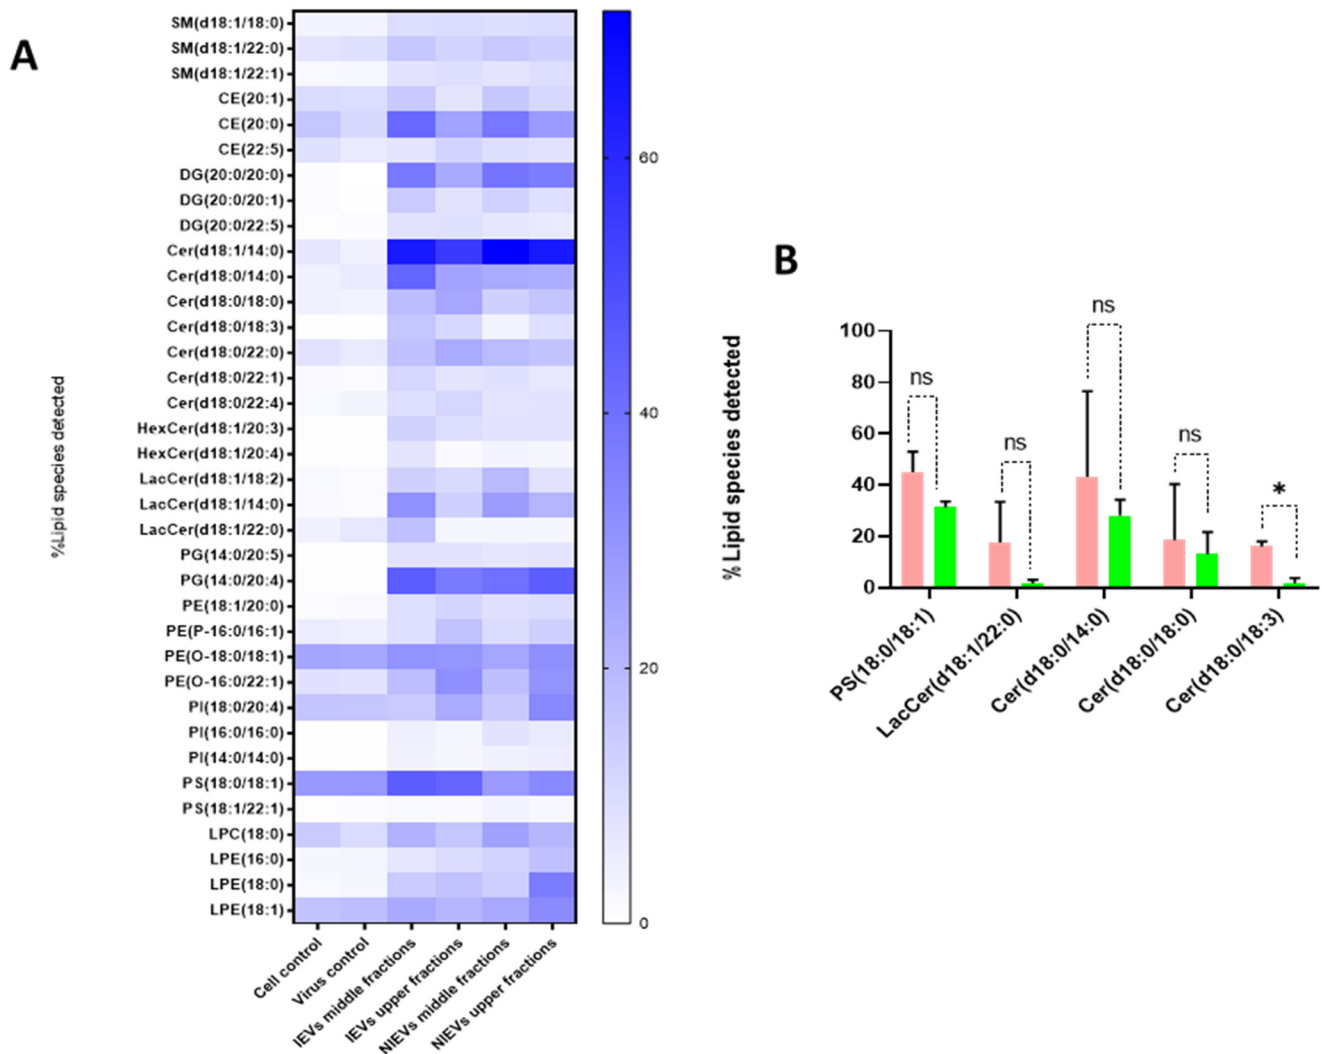 A
%Lipid species detected
SM(d18:1/18:0)
SM(d18:1/22:0)
SM(d18:1/22:1)
CE(20:1)
CE(20:0)
CE(22:5)
DG(20:0/20:0)
DG(20:0/20:1)
DG(20:0/22:5)
Cer(d18:1/14:0)
Cer(d18:0/14:0)
Cer(d18:0/18:0)
Cer(d18:0/18:3)
Cer(d18:0/22:0)
Cer(d18:0/22:1)
Cer(d18:0/22:4)
HexCer(d18:1/20:3)
HexCer(d18:1/20:4)
LacCer(d18:1/18:2)
LacCer(d18:1/14:0)
LacCer(d18:1/22:0)
PG(14:0/20:5)
PG(14:0/20:4)
PE(18:1/20:0)
PE(P-16:0/16:1)
PE(O-18:0/18:1)
PE(O-16:0/22:1)
PI(18:0/20:4)
PI(16:0/16:0)
PI(14:0/14:0)
PS(18:0/18:1)
PS(18:1/22:1)
LPC(18:0)
LPE(16:0)
LPE(18:0)
LPE(18:1)
Cell control
Virus control
IEVs middle fractions
IEVs upper fractions
NIEVs middle fractions
NIEVs upper fractions
60
40
20
0
B
% Lipid species detected
100
80
60
40
20
0
ns
ns
ns
ns
*
PS(18:0/18:1)
LacCer(d18:1/22:0)
Cer(d18:0/14:0)
Cer(d18:0/18:0)
Cer(d18:0/18:3)